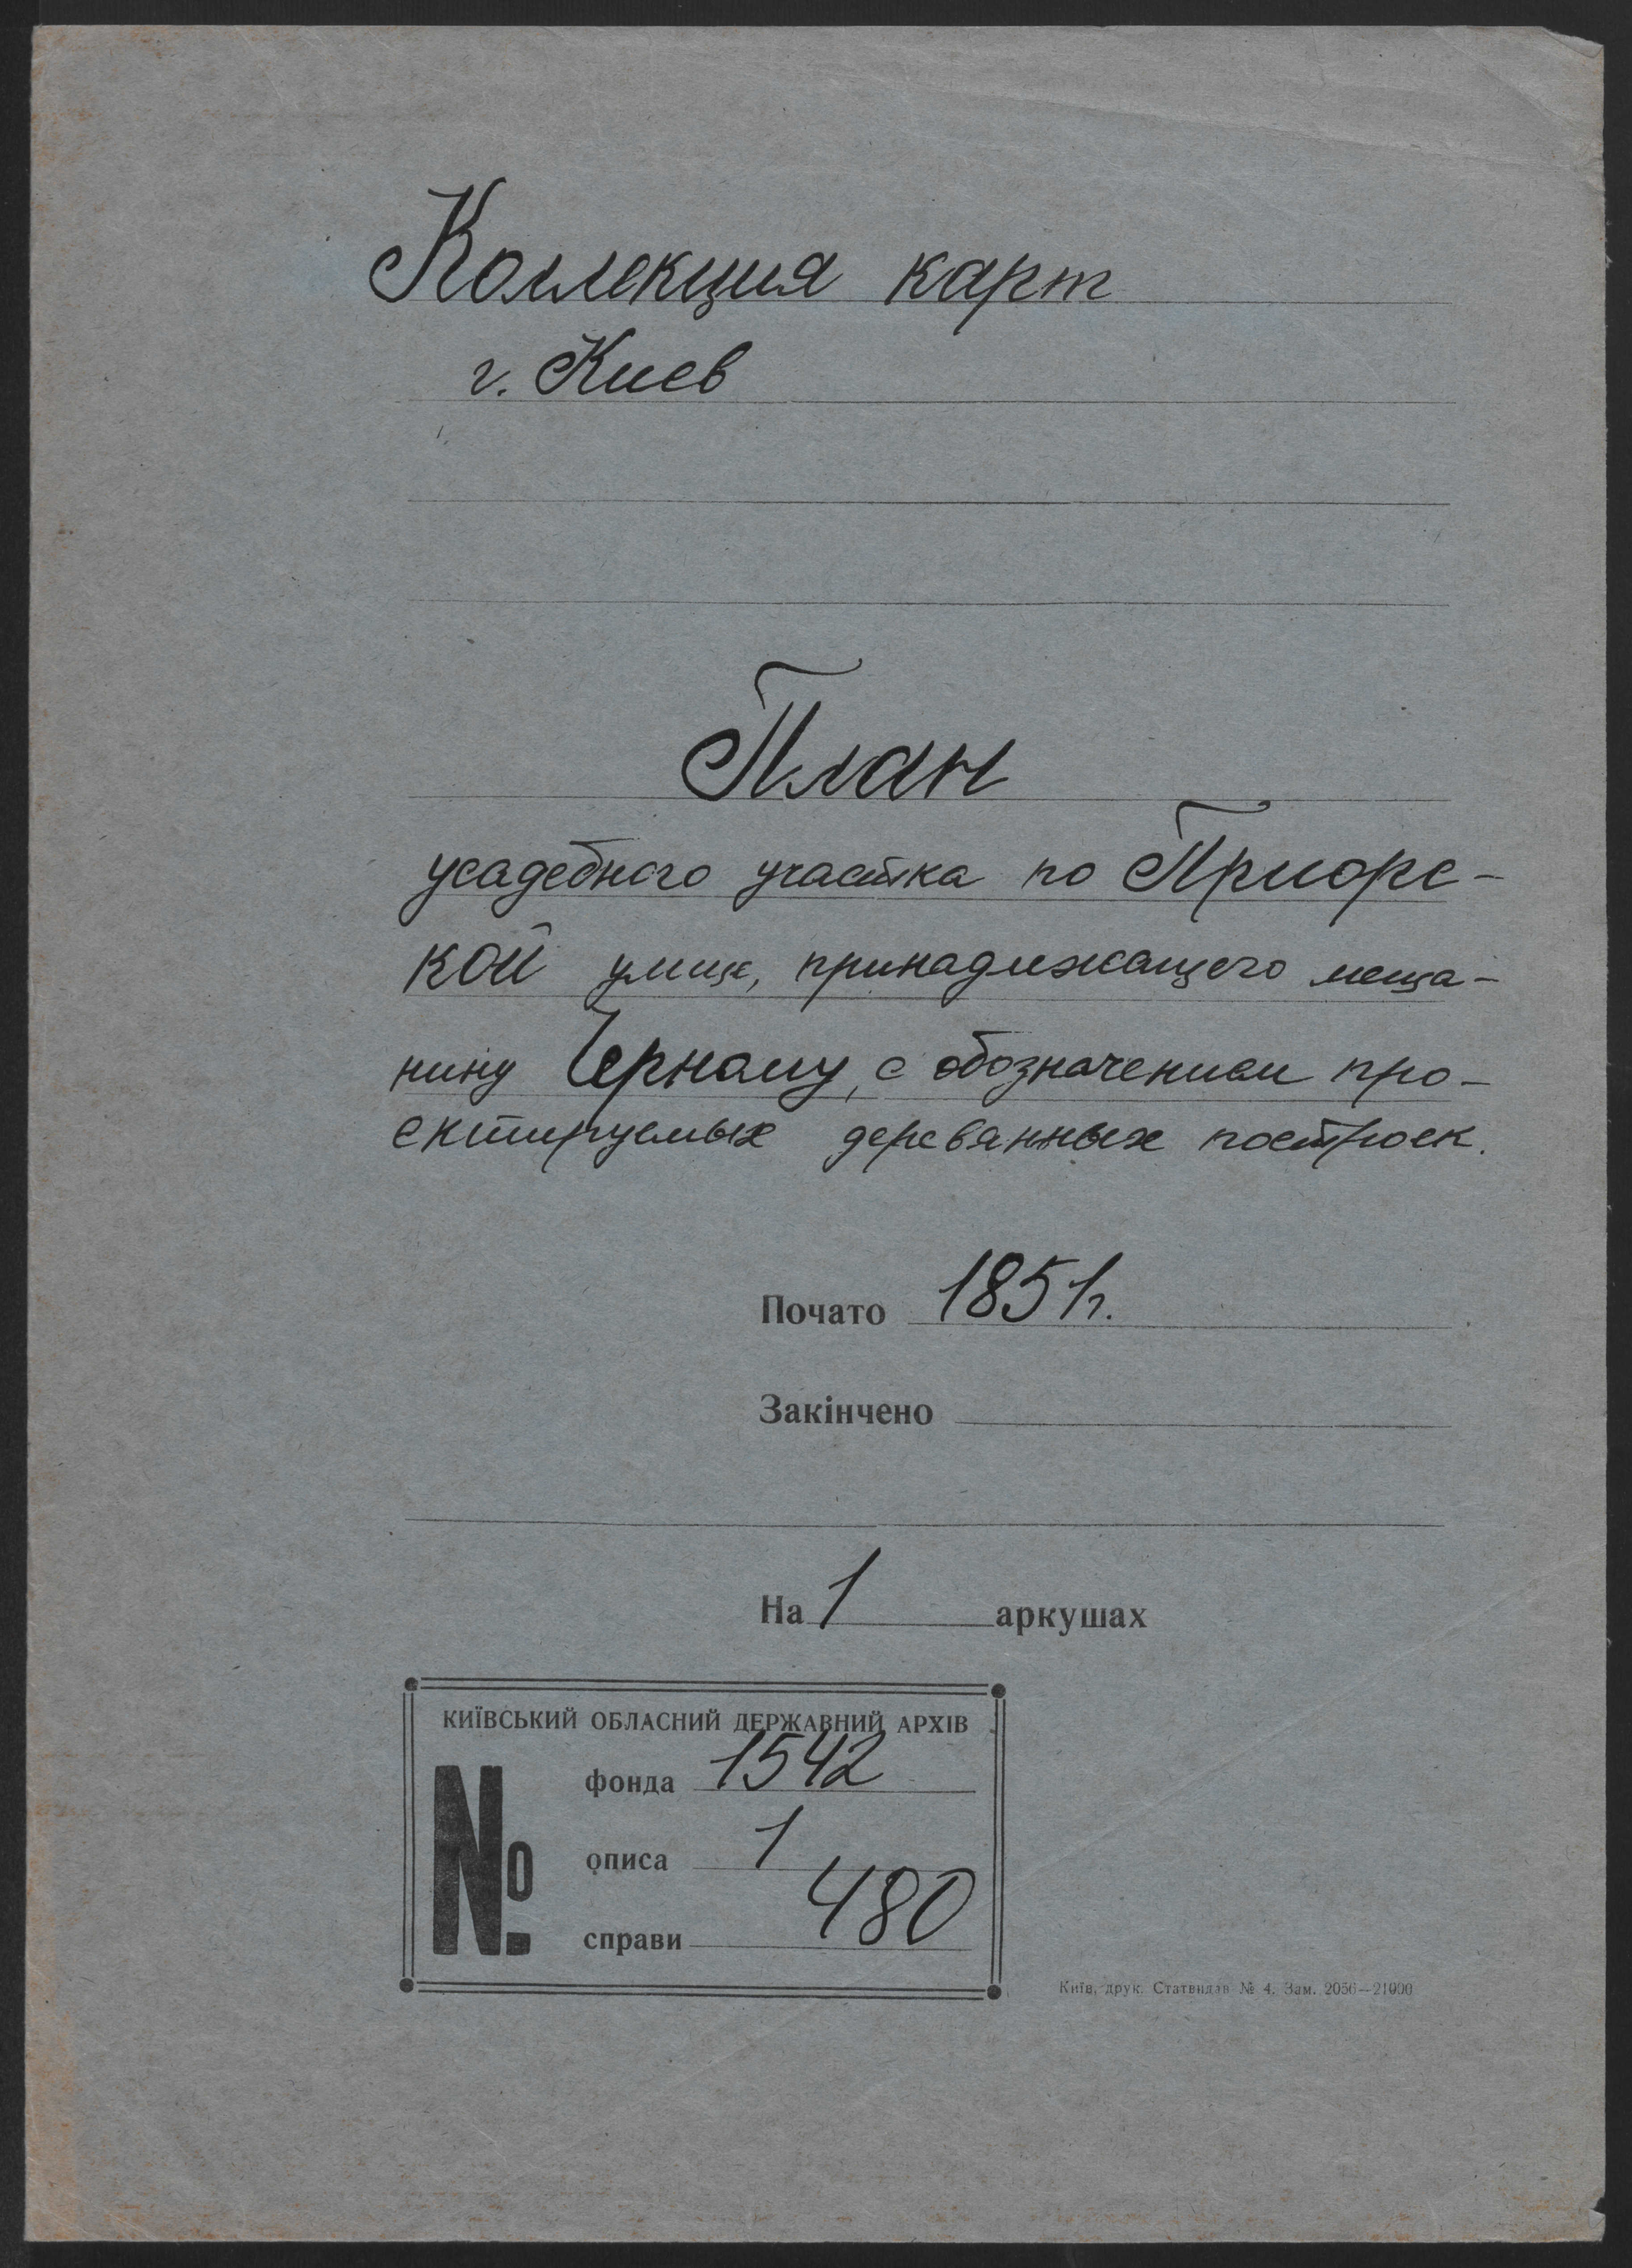 Коллекция карт
г. Киев
План
усадебного участка по Приорс-
кой улице, принадлежащего меща-
нину Черному, с обозначением про-
ектируемых деревянных построек.
Почато 1851г.
Закінчено
На 1 аркушах
КИЇВСЬКИЙ ОБЛАСНИЙ ДЕРЖАВНИЙ АРХІВ
№
фонда 1542
описа 1
справи 480
Київ, друк. Статвидав № 4. Зам. 2056—21000